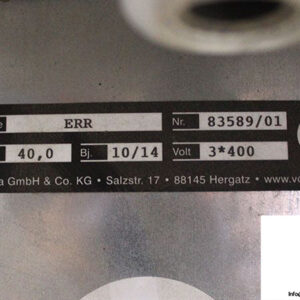 e ERR Nr. 83589/01
40,0 Bj. 10/14 Volt 3*400
a GmbH & Co. KG • Salzstr. 17 • 88145 Hergatz • www.v